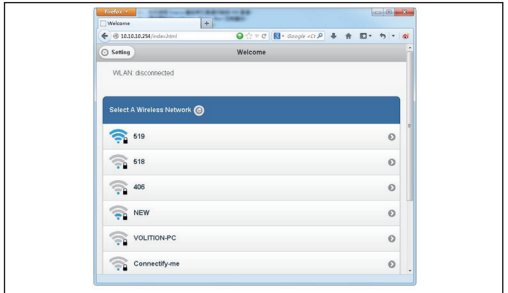 Firefox
Welcome
10.10.10.254/index.html
Google
Setting
Welcome
WLAN: disconnected
Select A Wireless Network
519
518
406
NEW
VOLITION-PC
Connectify-me